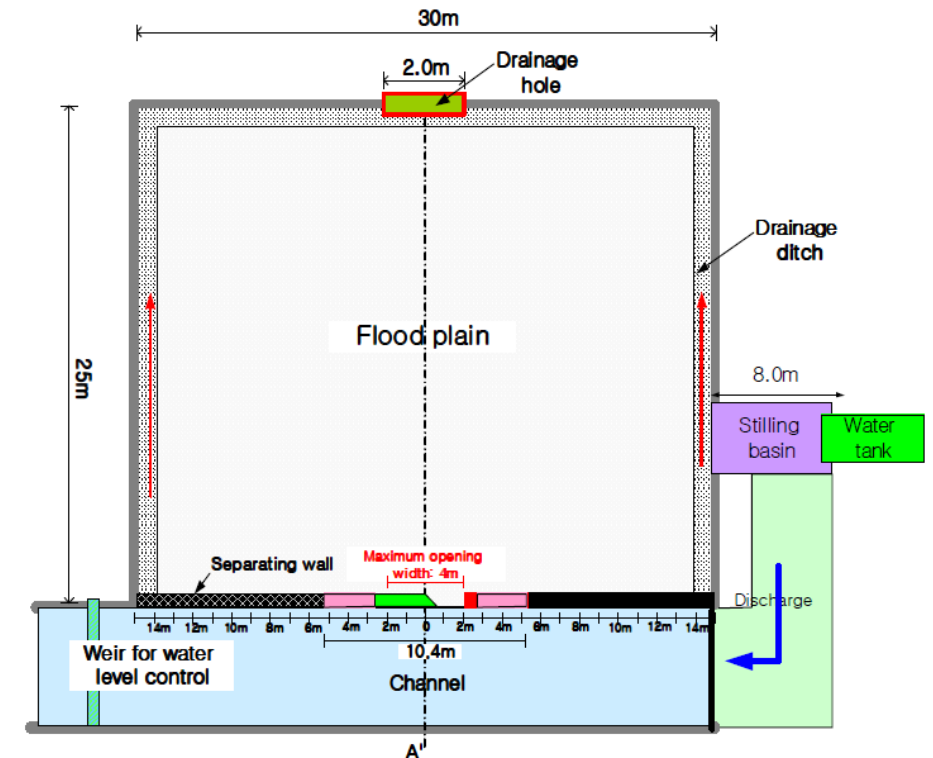 30m
2.0m
Drainage
hole
Drainage
ditch
Flood plain
25m
8.0m
Stilling
basin
Water
tank
Maximum opening
width: 4m
Separating wall
Discharge
14m 12m 10m 8m 6m 4m 2m 0 2m 4m 6m 8m 10m 12m 14m
10.4m
Weir for water
level control
Channel
A'